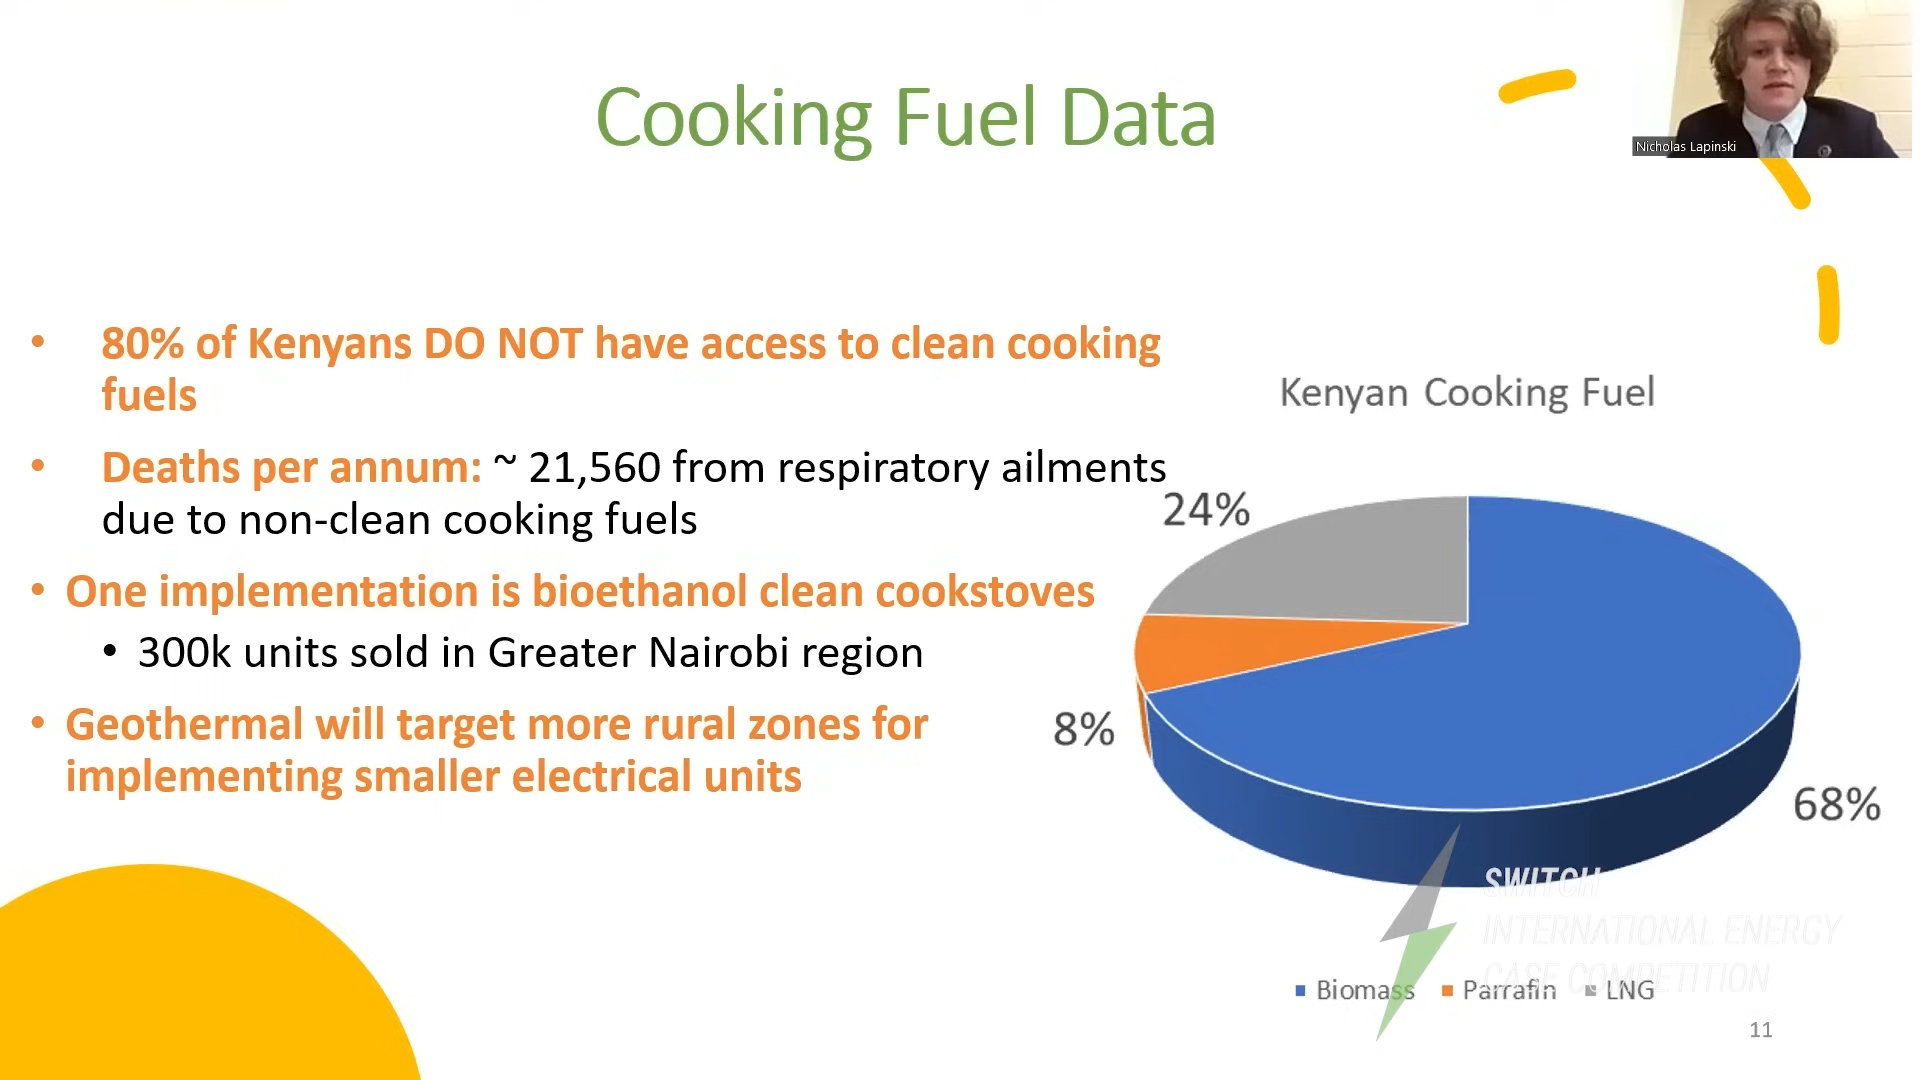 Cooking Fuel Data
Nicholas Lapinski
• 80% of Kenyans DO NOT have access to clean cooking
fuels
• Deaths per annum: ~ 21,560 from respiratory ailments
due to non-clean cooking fuels
• One implementation is bioethanol clean cookstoves
• 300k units sold in Greater Nairobi region
• Geothermal will target more rural zones for
implementing smaller electrical units
Kenyan Cooking Fuel
24%
8%
68%
SWITCH
INTERNATIONAL ENERGY
CASE COMPETITION
Biomass Parrafin LNG
11